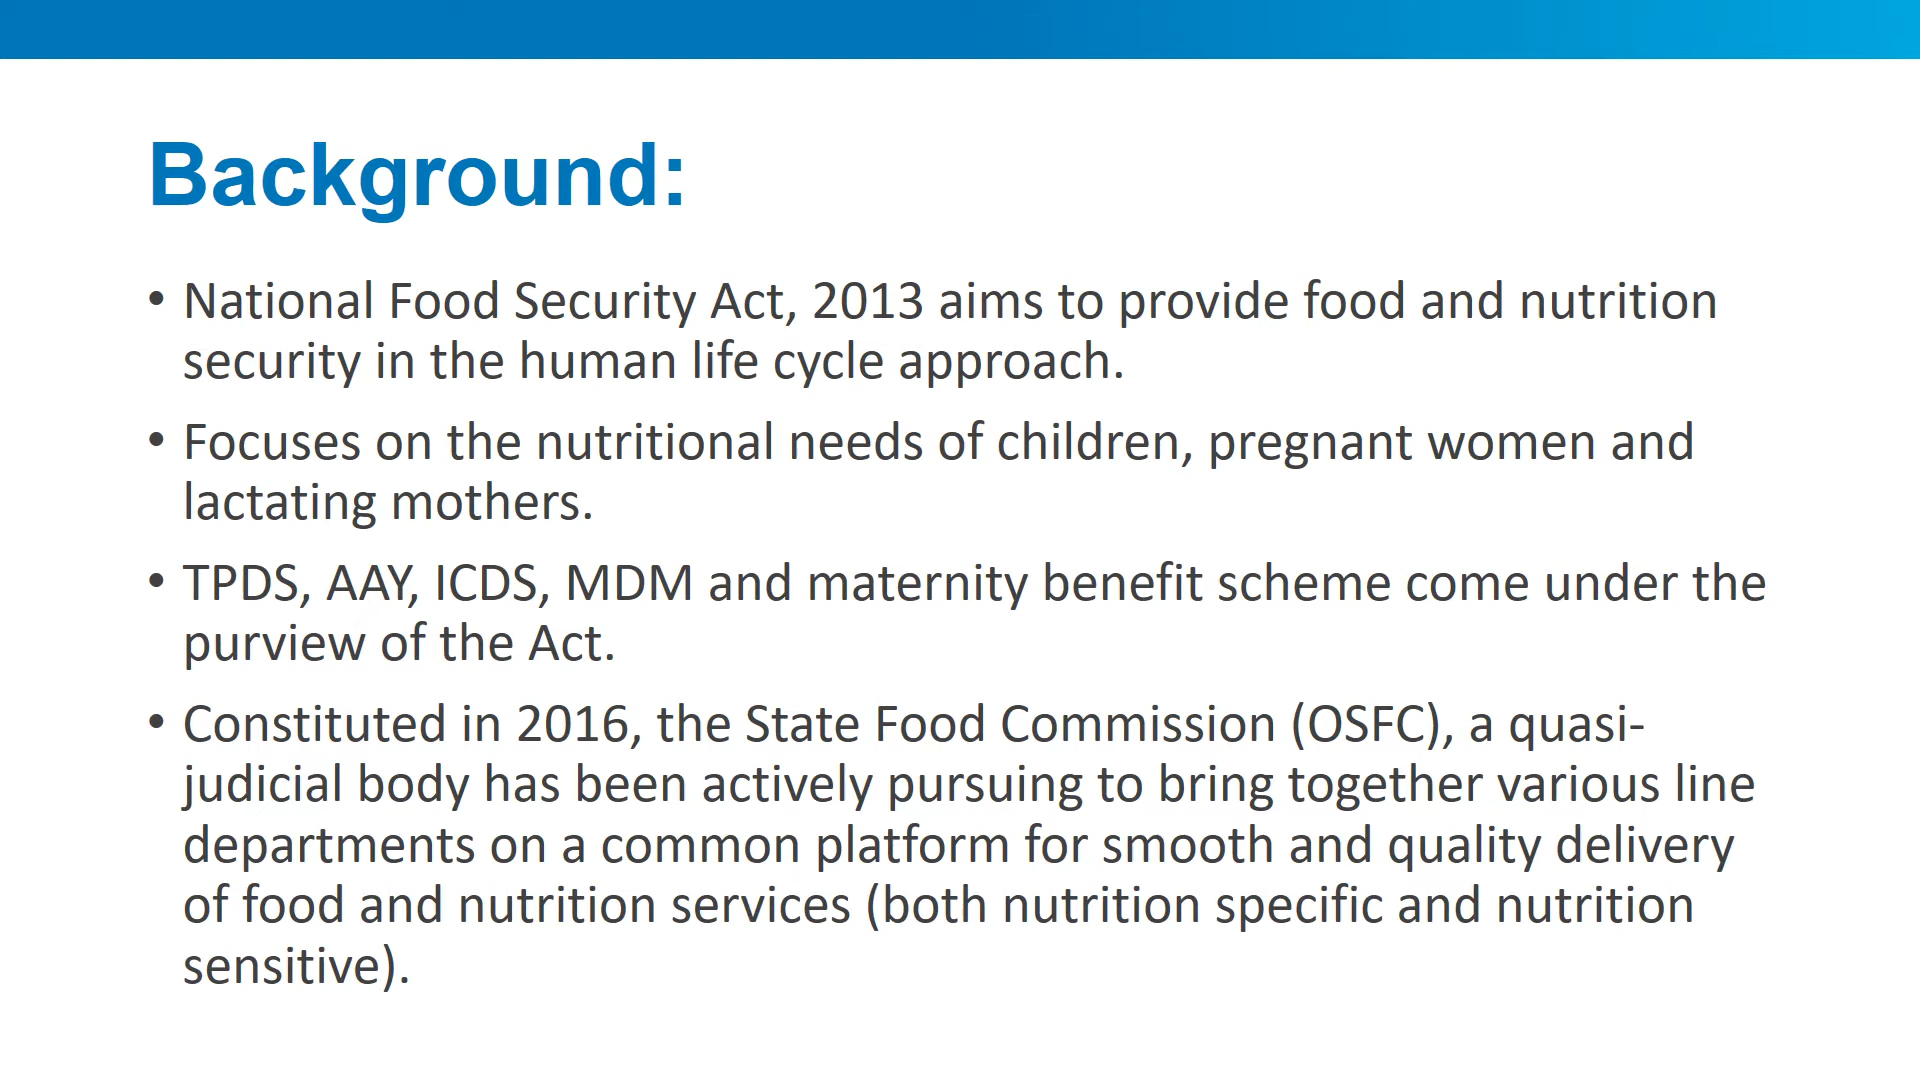 Background:
• National Food Security Act, 2013 aims to provide food and nutrition
security in the human life cycle approach.
• Focuses on the nutritional needs of children, pregnant women and
lactating mothers.
• TPDS, AAY, ICDS, MDM and maternity benefit scheme come under the
purview of the Act.
• Constituted in 2016, the State Food Commission (OSFC), a quasi-
judicial body has been actively pursuing to bring together various line
departments on a common platform for smooth and quality delivery
of food and nutrition services (both nutrition specific and nutrition
sensitive).